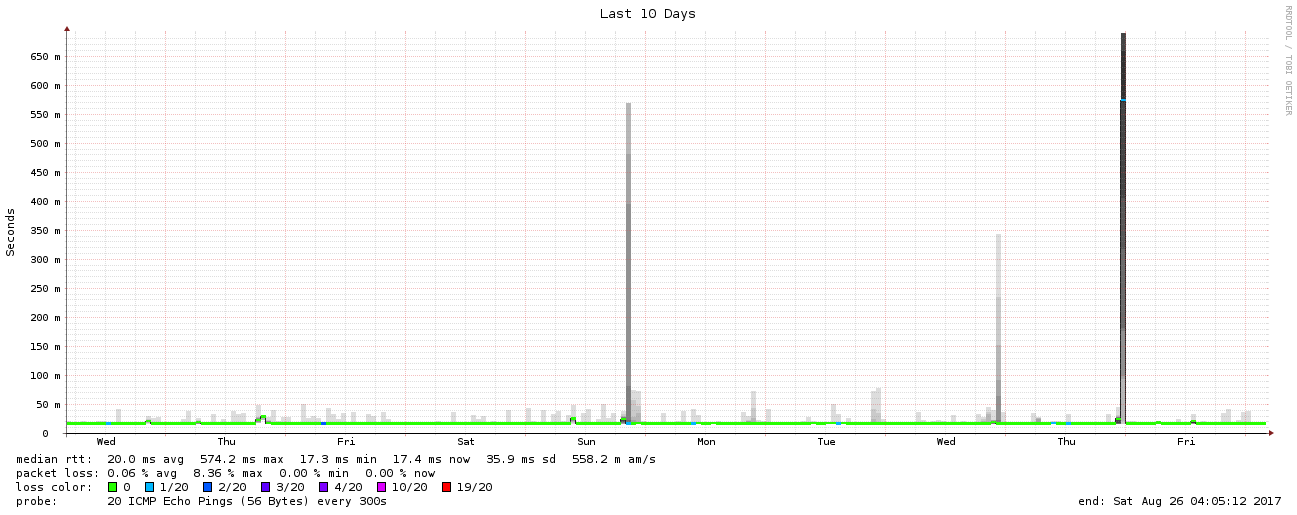 Last 10 Days
RRDTOOL / TOBI OETIKER
Seconds
650 m
600 m
550 m
500 m
450 m
400 m
350 m
300 m
250 m
200 m
150 m
100 m
50 m
0
Wed Thu Fri Sat Sun Mon Tue Wed Thu Fri
median rtt: 20.0 ms avg 574.2 ms max 17.3 ms min 17.4 ms now 35.9 ms sd 558.2 m am/s
packet loss: 0.06 % avg 8.36 % max 0.00 % min 0.00 % now
loss color: 0 1/20 2/20 3/20 4/20 10/20 19/20
probe: 20 ICMP Echo Pings (56 Bytes) every 300s end: Sat Aug 26 04:05:12 2017